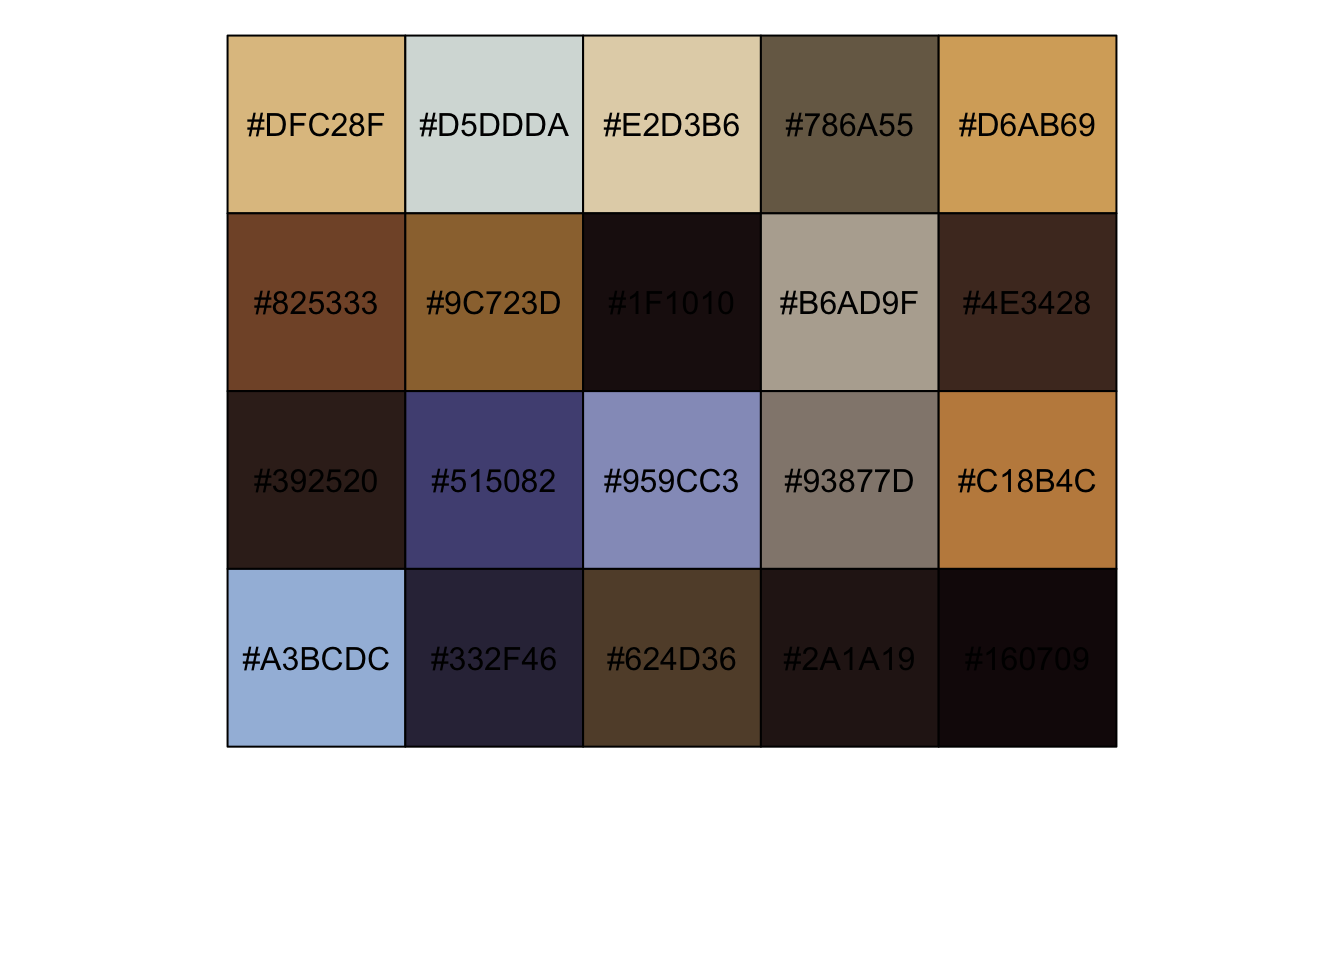 #DFC28F #D5DDDA #E2D3B6 #786A55 #D6AB69
#825333 #9C723D #1F1010 #B6AD9F #4E3428
#392520 #515082 #959CC3 #93877D #C18B4C
#A3BCDC #332F46 #624D36 #2A1A19 #160709